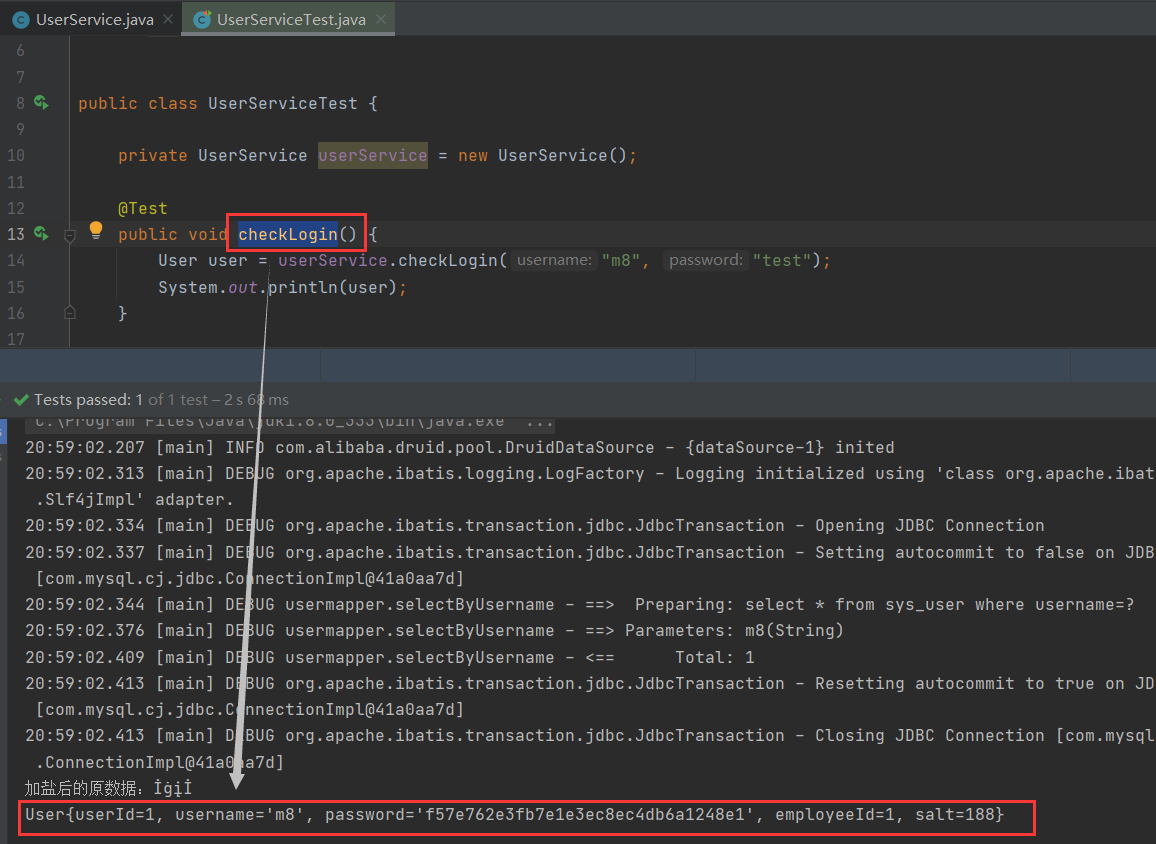 UserService.java
UserServiceTest.java
6
7
8 public class UserServiceTest {
9
10 private UserService userService = new UserService();
11
12 @Test
13 public void checkLogin() {
14 User user = userService.checkLogin( username: "m8", password: "test");
15 System.out.println(user);
16 }
17
Tests passed: 1 of 1 test – 2 s 68 ms
C:\Program Files\Java\jdk1.8.0_333\bin\java.exe ...
20:59:02.207 [main] INFO com.alibaba.druid.pool.DruidDataSource - {dataSource-1} inited
20:59:02.313 [main] DEBUG org.apache.ibatis.logging.LogFactory - Logging initialized using 'class org.apache.ibat
.Slf4jImpl' adapter.
20:59:02.334 [main] DEBUG org.apache.ibatis.transaction.jdbc.JdbcTransaction - Opening JDBC Connection
20:59:02.337 [main] DEBUG org.apache.ibatis.transaction.jdbc.JdbcTransaction - Setting autocommit to false on JDB
[com.mysql.cj.jdbc.ConnectionImpl@41a0aa7d]
20:59:02.344 [main] DEBUG usermapper.selectByUsername - ==>  Preparing: select * from sys_user where username=?
20:59:02.376 [main] DEBUG usermapper.selectByUsername - ==> Parameters: m8(String)
20:59:02.409 [main] DEBUG usermapper.selectByUsername - <==      Total: 1
20:59:02.413 [main] DEBUG org.apache.ibatis.transaction.jdbc.JdbcTransaction - Resetting autocommit to true on JD
[com.mysql.cj.jdbc.ConnectionImpl@41a0aa7d]
20:59:02.413 [main] DEBUG org.apache.ibatis.transaction.jdbc.JdbcTransaction - Closing JDBC Connection [com.mysql
.ConnectionImpl@41a0aa7d]
加盐后的原数据：İġįİ
User{userId=1, username='m8', password='f57e762e3fb7e1e3ec8ec4db6a1248e1', employeeId=1, salt=188}